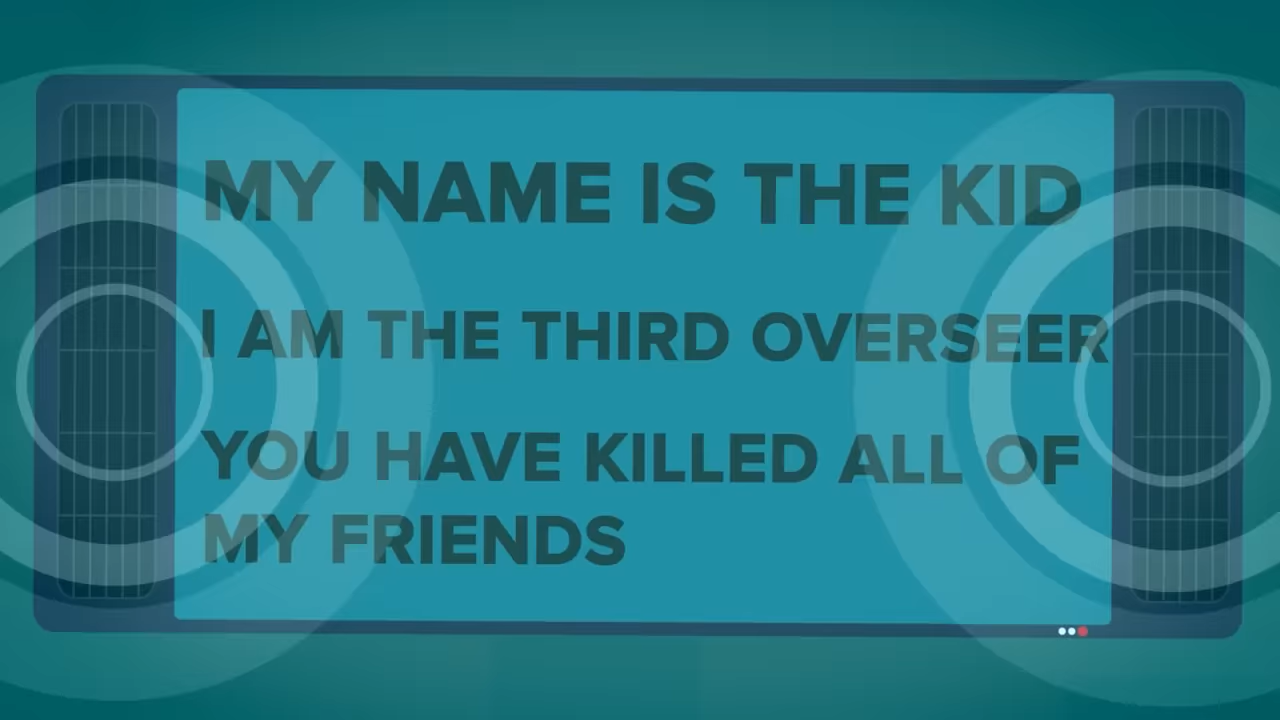 MY NAME IS THE KID
I AM THE THIRD OVERSEER
YOU HAVE KILLED ALL OF
MY FRIENDS